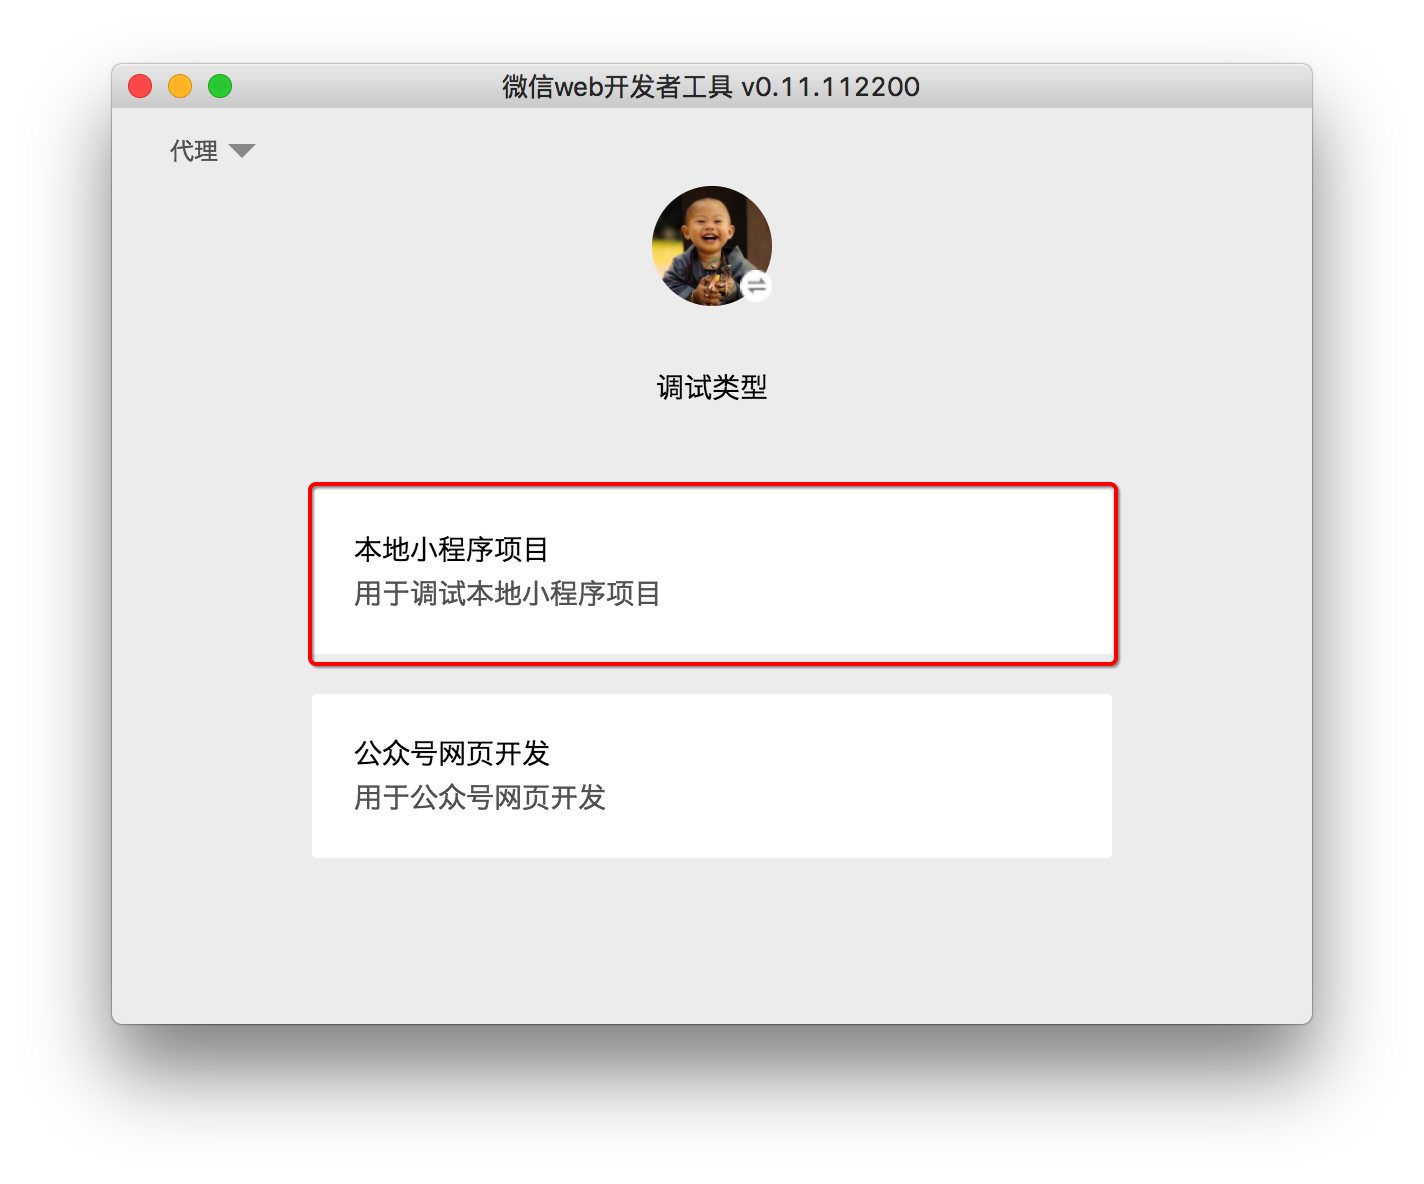 微信web开发者工具 v0.11.112200
代理
调试类型
本地小程序项目
用于调试本地小程序项目
公众号网页开发
用于公众号网页开发